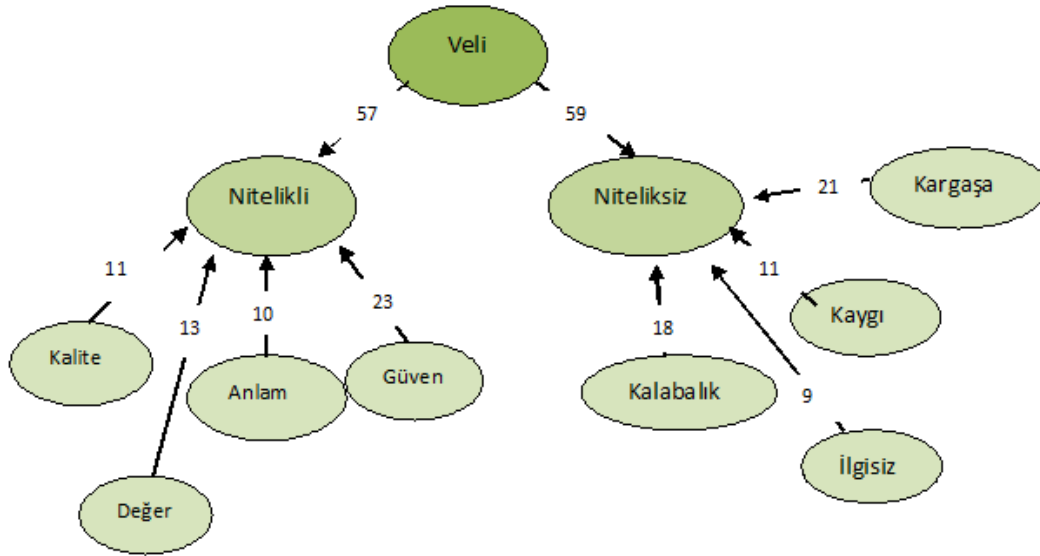 Veli
57
59
Nitelikli
Niteliksiz
21
Kargaşa
11
13
10
23
18
11
9
Kaygı
Kalite
Anlam
Güven
Kalabalık
İlgisiz
Değer